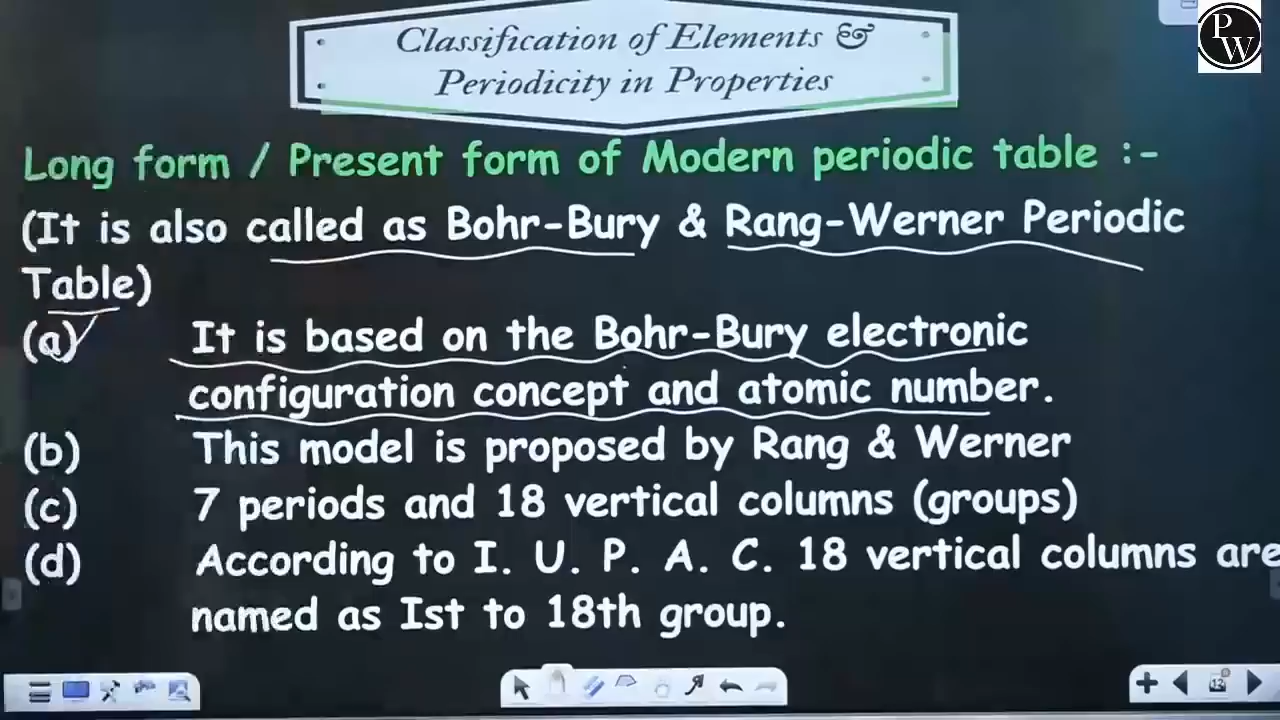 Classification of Elements &
Periodicity in Properties
P
W
Long form / Present form of Modern periodic table :-
(It is also called as Bohr-Bury & Rang-Werner Periodic
Table)
(a) It is based on the Bohr-Bury electronic
configuration concept and atomic number.
(b) This model is proposed by Rang & Werner
(c) 7 periods and 18 vertical columns (groups)
(d) According to I. U. P. A. C. 18 vertical columns are
named as Ist to 18th group.
12